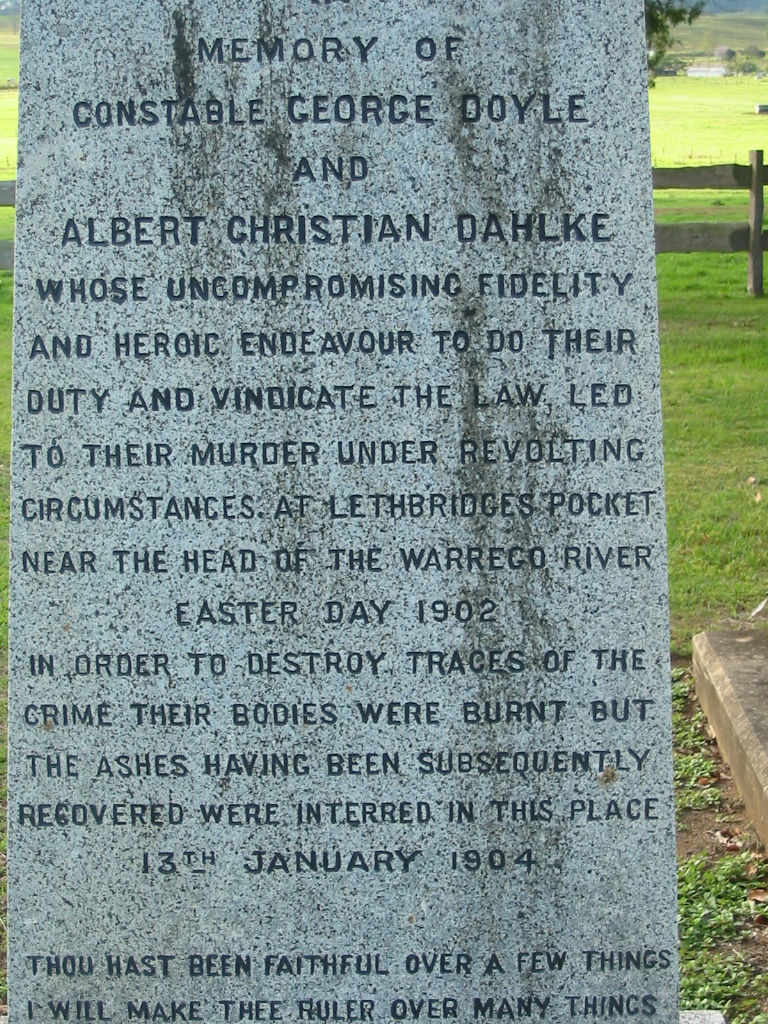 MEMORY OF
CONSTABLE GEORGE DOYLE
AND
ALBERT CHRISTIAN DAHLKE
WHOSE UNCOMPROMISING FIDELITY
AND HEROIC ENDEAVOUR TO DO THEIR
DUTY AND VINDICATE THE LAW, LED
TO THEIR MURDER UNDER REVOLTING
CIRCUMSTANCES. AT LETHBRIDGES POCKET
NEAR THE HEAD OF THE WARREGO RIVER
EASTER DAY 1902
IN ORDER TO DESTROY TRACES OF THE
CRIME THEIR BODIES WERE BURNT BUT
THE ASHES HAVING BEEN SUBSEQUENTLY
RECOVERED WERE INTERRED IN THIS PLACE
13TH JANUARY 1904.
THOU HAST BEEN FAITHFUL OVER A FEW THINGS
I WILL MAKE THEE RULER OVER MANY THINGS